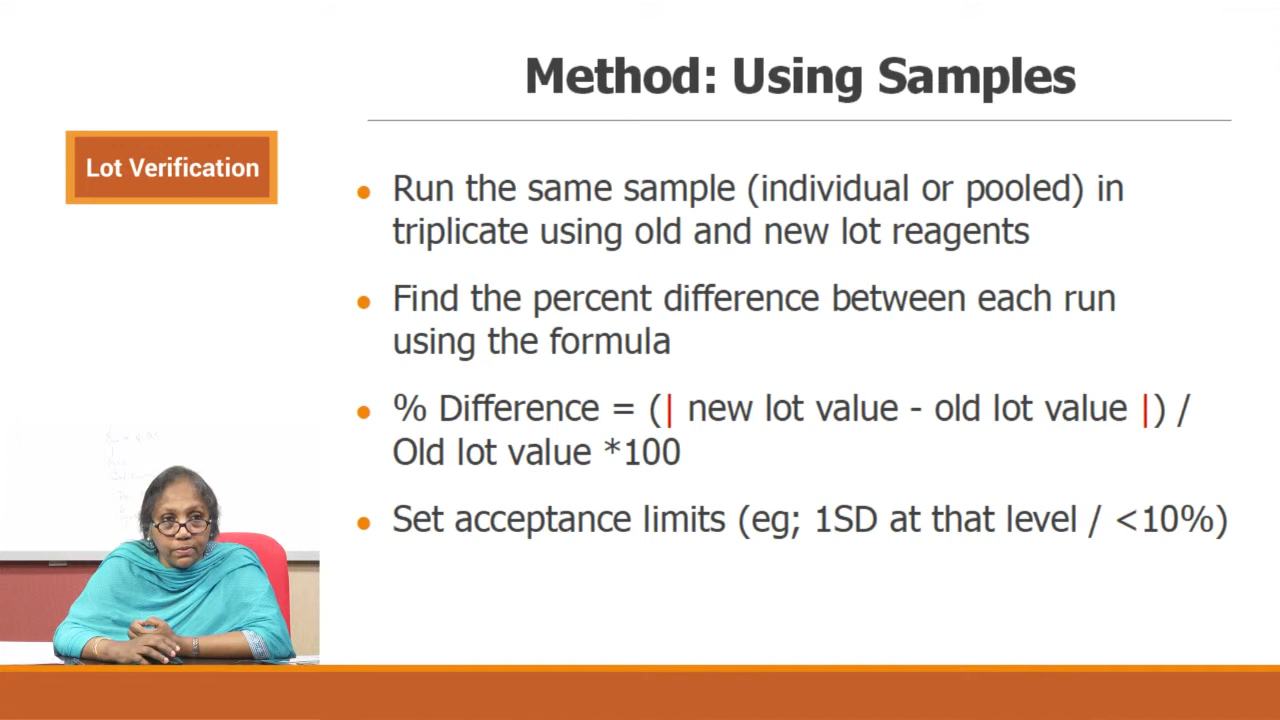 Method: Using Samples
Lot Verification
• Run the same sample (individual or pooled) in
triplicate using old and new lot reagents
• Find the percent difference between each run
using the formula
• % Difference = (| new lot value - old lot value |) /
Old lot value *100
• Set acceptance limits (eg; 1SD at that level / <10%)